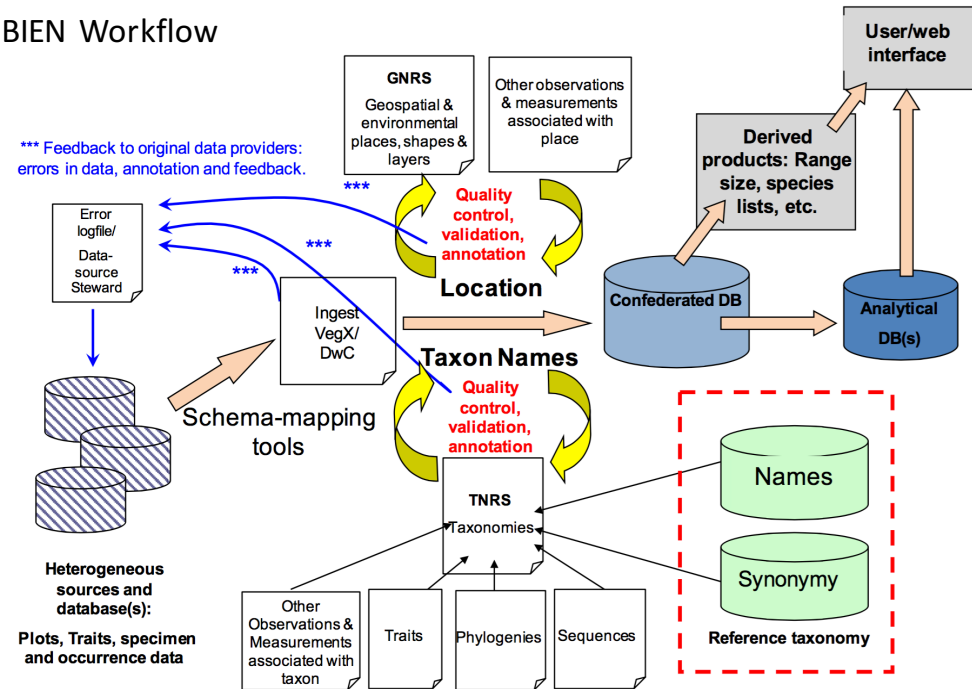 BIEN Workflow
User/web
interface
GNRS
Geospatial &
environmental
places, shapes &
layers
Other observations
& measurements
associated with
place
*** Feedback to original data providers:
errors in data, annotation and feedback.
Derived
products: Range
size, species
lists, etc.
***
Quality
control,
validation,
annotation
Error
logfile/
Data-
source
Steward
***
***
Location
Ingest
VegX/
DwC
Confederated DB
Analytical
DB(s)
Taxon Names
Quality
control,
validation,
annotation
Schema-mapping
tools
Names
TNRS
Taxonomies
Synonymy
Heterogeneous
sources and
database(s):
Plots, Traits, specimen
and occurrence data
Other
Observations &
Measurements
associated with
taxon
Traits
Phylogenies
Sequences
Reference taxonomy